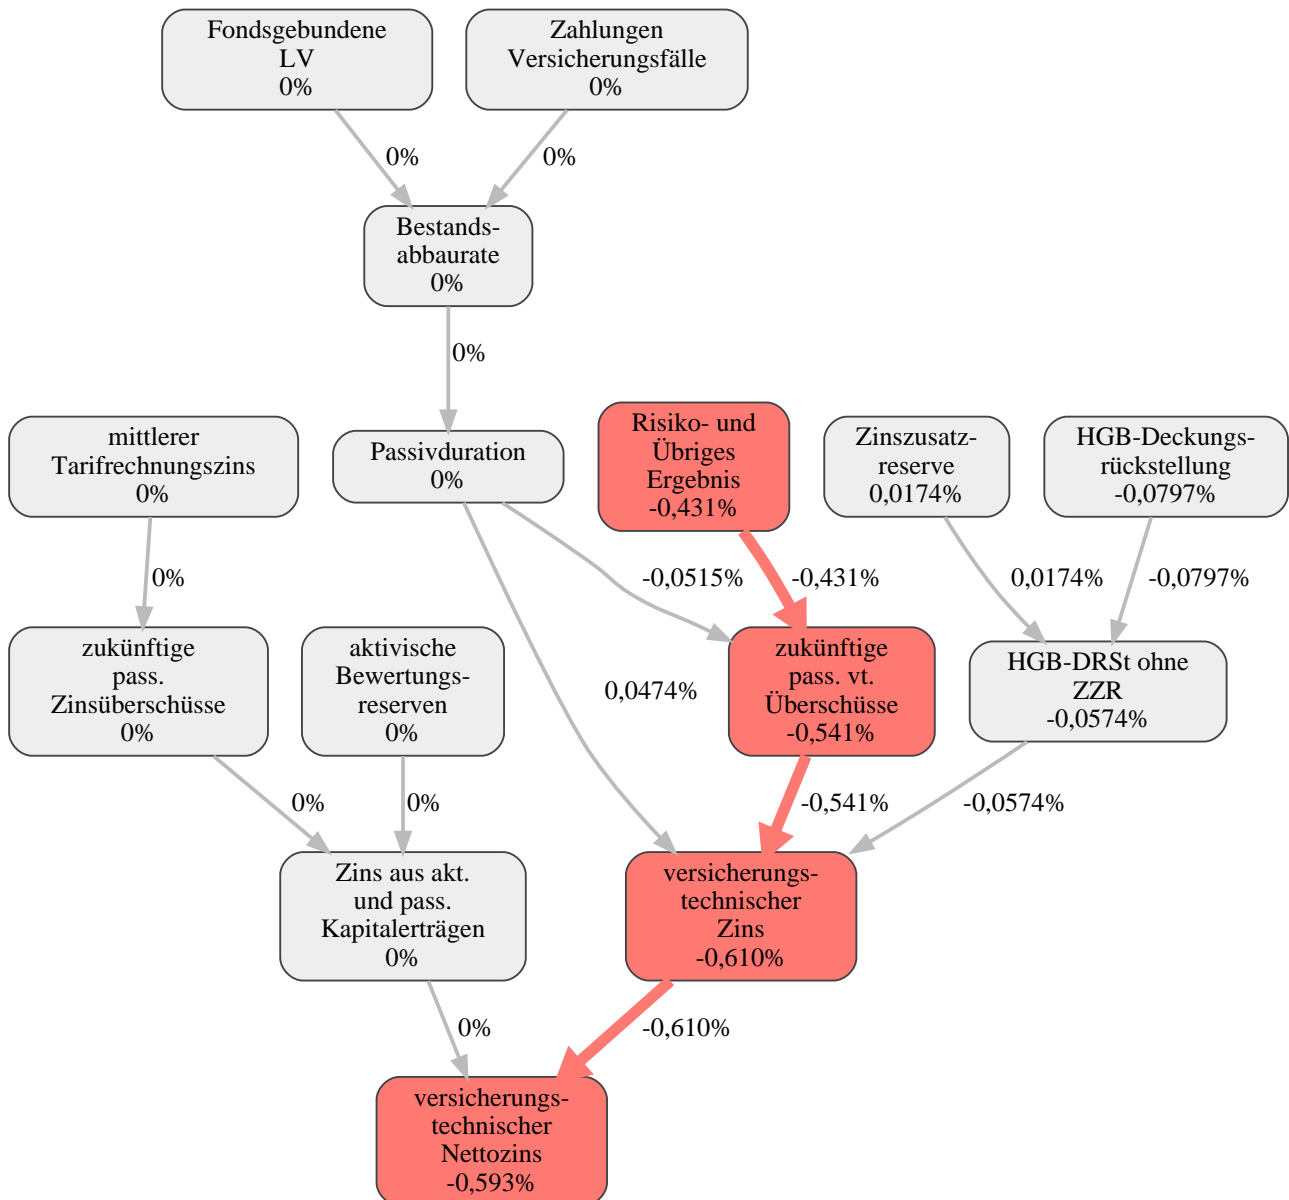 Fondsgebundene
LV
0%
Zahlungen
Versicherungsfälle
0%
0%
0%
Bestands-
abbaurate
0%
0%
mittlerer
Tarifrechnungszins
0%
Passivduration
0%
Risiko- und
Übriges
Ergebnis
-0,431%
Zinszusatz-
reserve
0,0174%
HGB-Deckungs-
rückstellung
-0,0797%
0%
-0,0515%
-0,431%
0,0174%
-0,0797%
zukünftige
pass.
Zinsüberschüsse
0%
aktivische
Bewertungs-
reserven
0%
0,0474%
zukünftige
pass. vt.
Überschüsse
-0,541%
HGB-DRSt ohne
ZZR
-0,0574%
0%
0%
-0,541%
-0,0574%
Zins aus akt.
und pass.
Kapitalerträgen
0%
versicherungs-
technischer
Zins
-0,610%
0%
-0,610%
versicherungs-
technischer
Nettozins
-0,593%